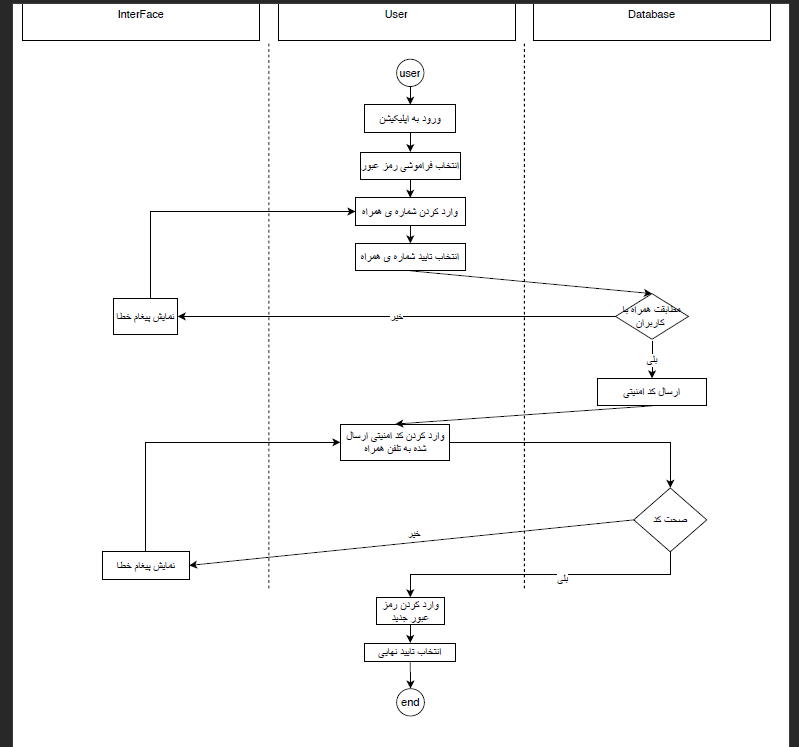 InterFace
User
Database
user
ورود به اپلیکیشن
انتخاب فراموشی رمز عبور
وارد کردن شماره ی همراه
انتخاب تایید شماره ی همراه
مطابقت همراه با
کاربران
خیر
نمایش پیغام خطا
بلی
ارسال کد امنیتی
وارد کردن کد امنیتی ارسال
شده به تلفن همراه
صحت کد
خیر
نمایش پیغام خطا
بلی
وارد کردن رمز
عبور جدید
انتخاب تایید نهایی
end